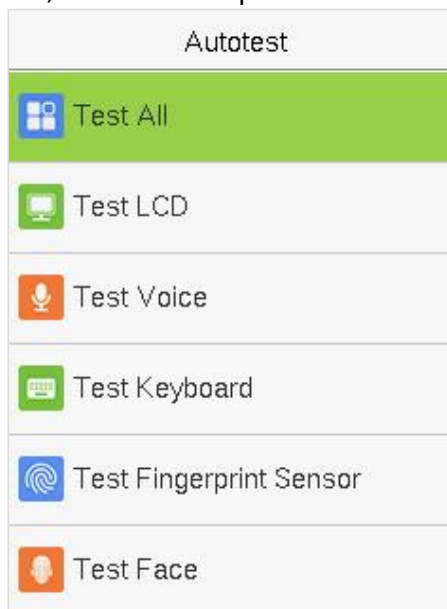 Autotest
Test All
Test LCD
Test Voice
Test Keyboard
Test Fingerprint Sensor
Test Face